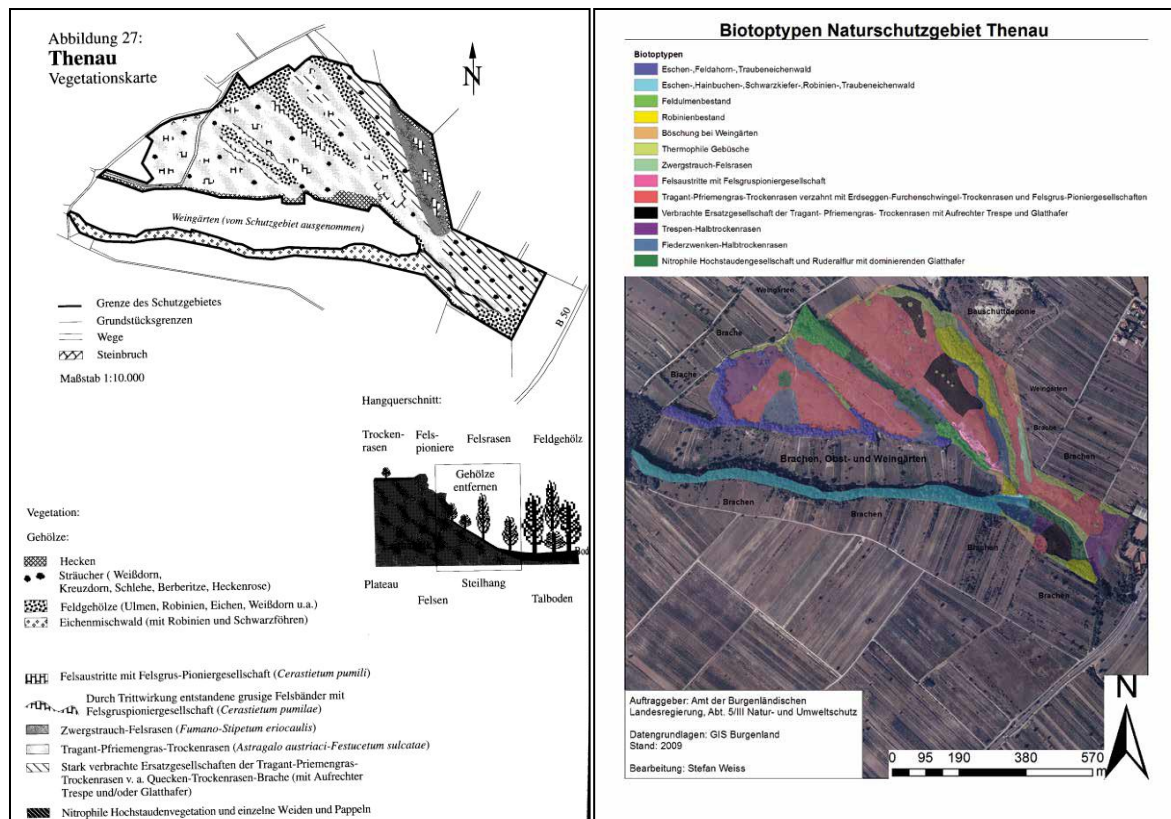 Abbildung 27:
Thenau
Vegetationskarte
N
Weingärten (vom Schutzgebiet ausgenommen)
B 50
Grenze des Schutzgebietes
Grundstücksgrenzen
Wege
Steinbruch
Maßstab 1:10.000
Hangquerschnitt:
Trocken-
rasen
Fels-
pioniere
Felsrasen
Feldgehölz
Gehölze
entfernen
Plateau
Felsen
Steilhang
Talboden
Vegetation:
Gehölze:
Hecken
Sträucher ( Weißdorn,
Kreuzdorn, Schlehe, Berberitze, Heckenrose)
Feldgehölze (Ulmen, Robinien, Eichen, Weißdorn u.a.)
Eichenmischwald (mit Robinien und Schwarzföhren)
Felsaustritte mit Felsgrus-Pioniergesellschaft (Cerastietum pumili)
Durch Trittwirkung entstandene grusige Felsbänder mit
Felsgruspioniergesellschaft (Cerastietum pumilae)
Zwergstrauch-Felsrasen (Fumano-Stipetum eriocaulis)
Tragant-Pfriemengras-Trockenrasen (Astragalo austriaci-Festucetum sulcatae)
Stark verbrachte Ersatzgesellschaften der Tragant-Priemengras-
Trockenrasen v. a. Quecken-Trockenrasen-Brache (mit Aufrechter
Trespe und/oder Glatthafer)
Nitrophile Hochstaudenvegetation und einzelne Weiden und Pappeln
Biotoptypen Naturschutzgebiet Thenau
Biotoptypen
Eschen-,Feldahorn-,Traubeneichenwald
Eschen-,Hainbuchen-,Schwarzkiefer-,Robinien-,Traubeneichenwald
Feldulmenbestand
Robinienbestand
Böschung bei Weingärten
Thermophile Gebüsche
Zwergstrauch-Felsrasen
Felsaustritte mit Felsgruspioniergesellschaft
Tragant-Pfriemengras-Trockenrasen verzahnt mit Erdseggen-Furchenschwingel-Trockenrasen und Felsgrus-Pioniergesellschaften
Verbrachte Ersatzgesellschaft der Tragant- Pfriemengras- Trockenrasen mit Aufrechter Trespe und Glatthafer
Trespen-Halbtrockenrasen
Fiederzwenken-Halbtrockenrasen
Nitrophile Hochstaudengesellschaft und Ruderalflur mit dominierenden Glatthafer
Weingärten
Bauschuttdeponie
Brache
Brache
Weingärten
Brache
Brachen
Brachen, Obst- und Weingärten
Brachen
Brachen
Brachen
Brachen
Auftraggeber: Amt der Burgenländischen
Landesregierung, Abt. 5/III Natur- und Umweltschutz
Datengrundlagen: GIS Burgenland
Stand: 2009
Bearbeitung: Stefan Weiss
N
0 95 190 380 570
m